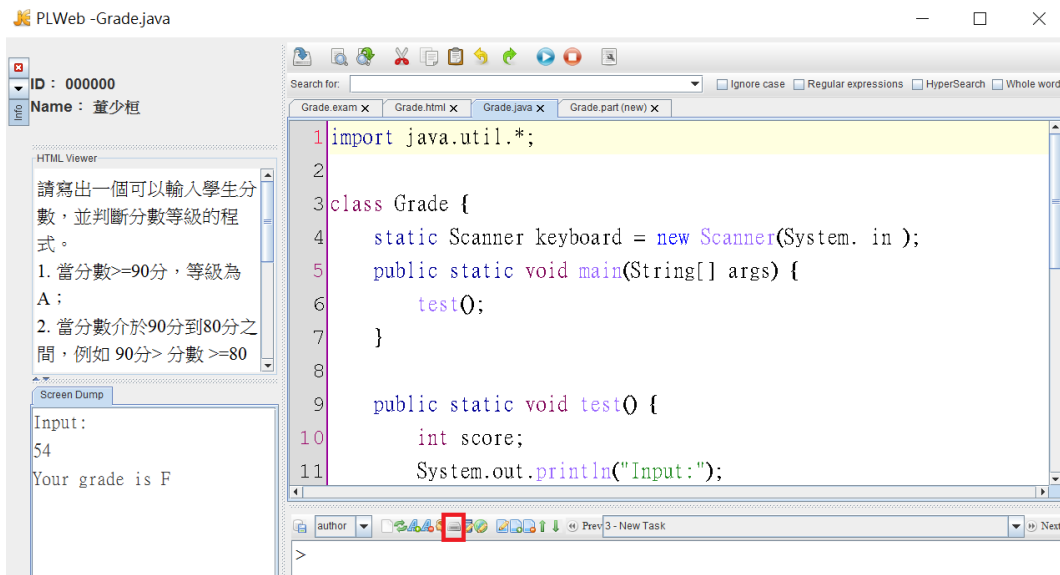 PLWeb -Grade.java
ID： 000000
Name： 董少桓
Info
HTML Viewer
請寫出一個可以輸入學生分
數，並判斷分數等級的程
式。
1. 當分數>=90分，等級為
A；
2. 當分數介於90分到80分之
間，例如 90分> 分數 >=80
Screen Dump
Input:
54
Your grade is F
Search for:
Ignore case
Regular expressions
HyperSearch
Whole word
Grade.exam x
Grade.html x
Grade.java x
Grade.part (new) x
1 import java.util.*;
2
3 class Grade {
4 static Scanner keyboard = new Scanner(System. in );
5 public static void main(String[] args) {
6 test();
7 }
8
9 public static void test() {
10 int score;
11 System.out.println("Input:");
author
Prev
3 - New Task
Next
>